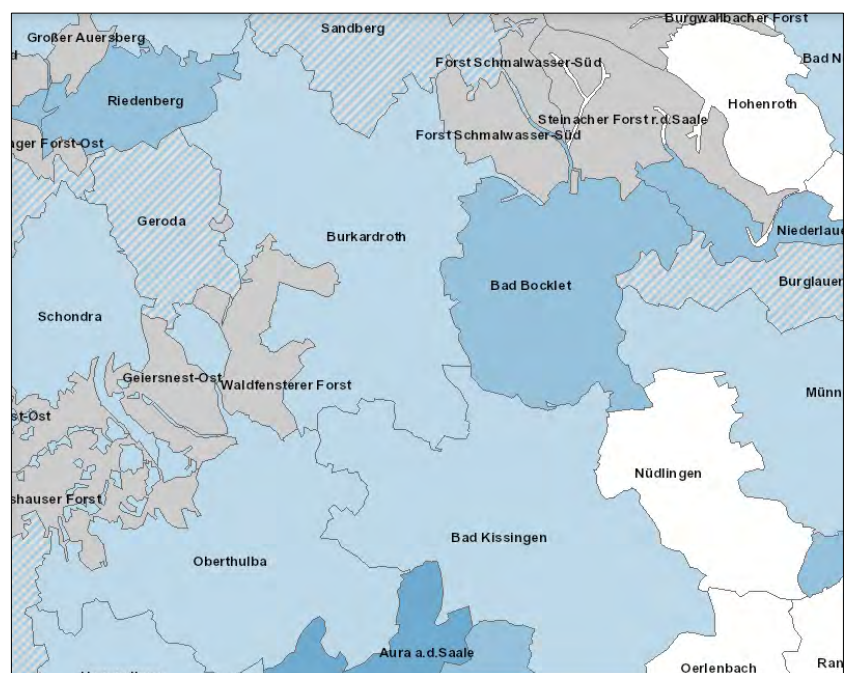 Burgwallbacher Forst
Sandberg
Großer Auersberg
Forst Schmalwasser-Süd
Bad N
Riedenberg
Hohenroth
Steinacher Forst r.d.Saale
Forst Schmalwasser-Süd
nger Forst-Ost
Geroda
Niederlaue
Burkardroth
Burglauer
Bad Bocklet
Schondra
Geiersnest-Ost
Waldfensterer Forst
Münn
st-Ost
Nüdlingen
shauser Forst
Bad Kissingen
Oberthulba
Aura a.d.Saale
Oerlenbach
Ran